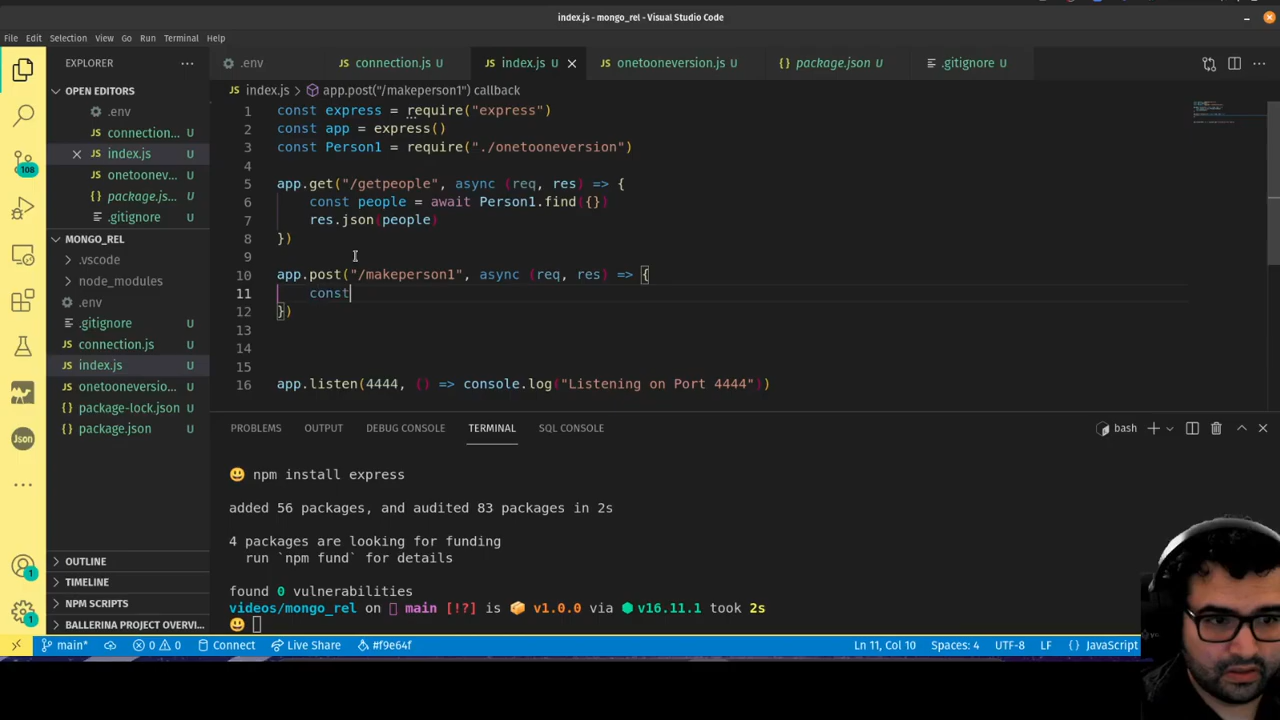 index.js - mongo_rel - Visual Studio Code
File Edit Selection View Go Run Terminal Help
EXPLORER
.env
connection.js U
index.js U
onetooneversion.js U
package.json U
.gitignore U
OPEN EDITORS
.env
connection... U
index.js U
onetoonev... U
package.js... U
.gitignore U
MONGO_REL
.vscode
node_modules
.env
.gitignore U
connection.js U
index.js U
onetooneversio... U
package-lock.json U
package.json U
OUTLINE
TIMELINE
NPM SCRIPTS
BALLERINA PROJECT OVERVI...
108
Json
1
1
index.js > app.post("/makeperson1") callback
1 const express = require("express")
2 const app = express()
3 const Person1 = require("./onetooneversion")
4
5 app.get("/getpeople", async (req, res) => {
6 const people = await Person1.find({})
7 res.json(people)
8 })
9
10 app.post("/makeperson1", async (req, res) => {
11 const
12 })
13
14
15
16 app.listen(4444, () => console.log("Listening on Port 4444"))
PROBLEMS OUTPUT DEBUG CONSOLE TERMINAL SQL CONSOLE
bash
npm install express
added 56 packages, and audited 83 packages in 2s
4 packages are looking for funding
run `npm fund` for details
found 0 vulnerabilities
videos/mongo_rel on main [!?] is v1.0.0 via v16.11.1 took 2s
main* 0 0 Connect Live Share #f9e64f Ln 11, Col 10 Spaces: 4 UTF-8 LF {} JavaScript